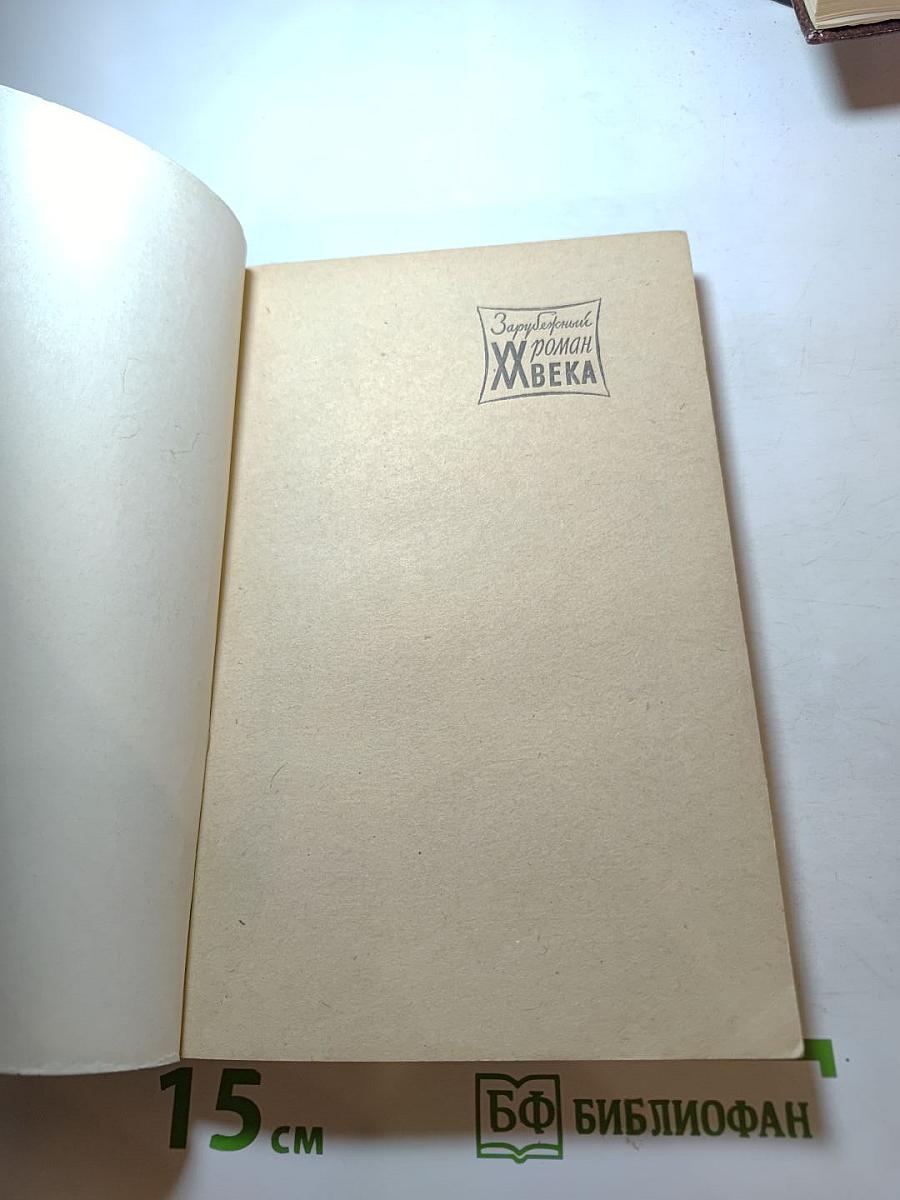 Зарубежный
роман
XX ВЕКА
15 см
БФ БИБЛИОФАН